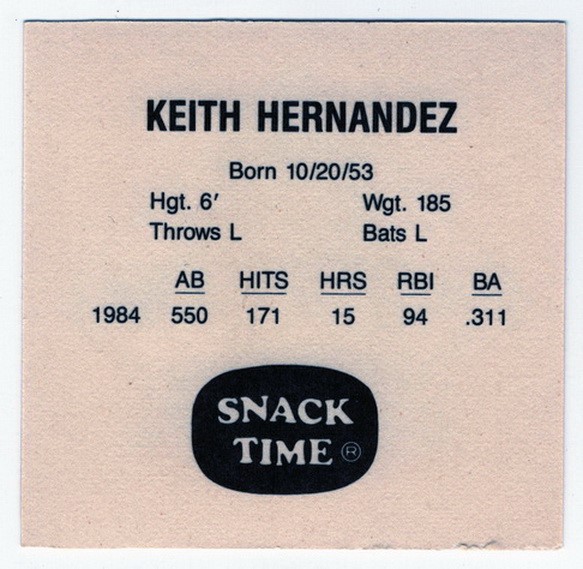 KEITH HERNANDEZ
Born 10/20/53
Hgt. 6' Wgt. 185
Throws L Bats L
AB HITS HRS RBI BA
1984 550 171 15 94 .311
SNACK
TIME ®